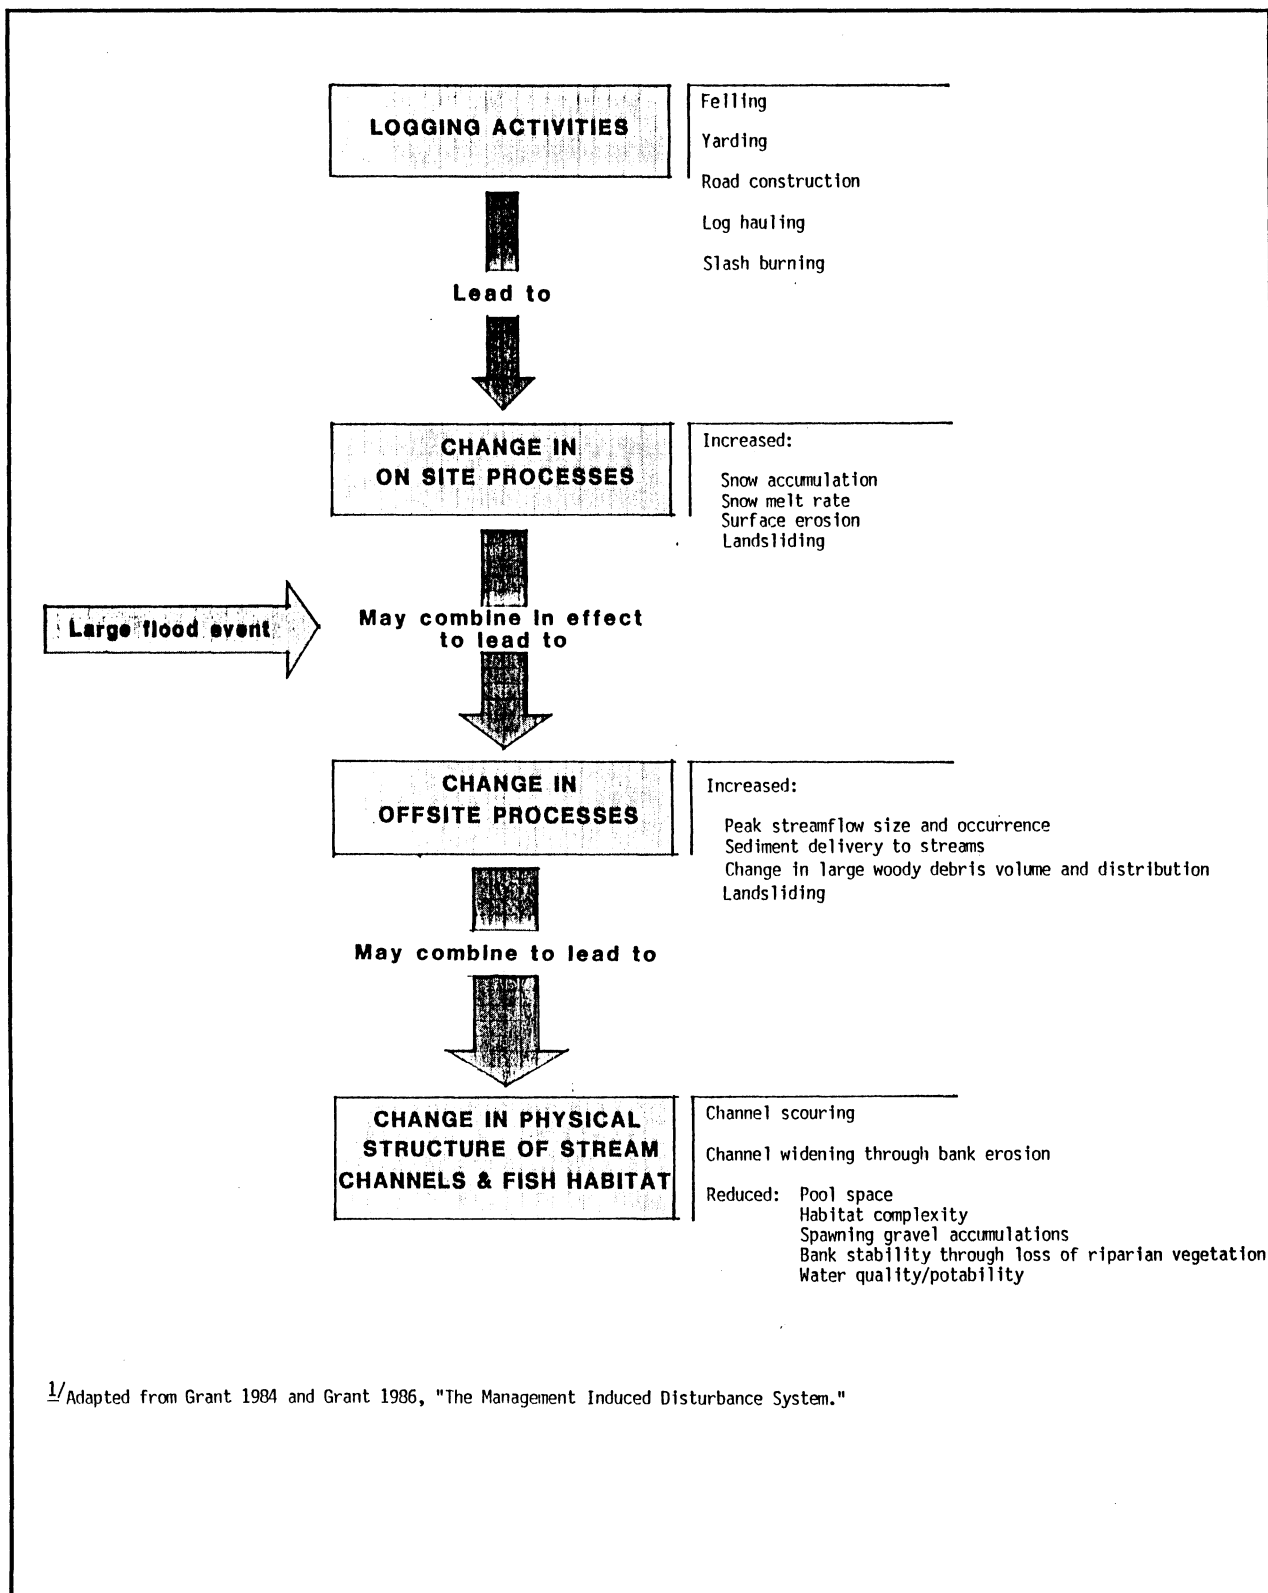 LOGGING ACTIVITIES
Felling
Yarding
Road construction
Log hauling
Slash burning
Lead to
CHANGE IN
ON SITE PROCESSES
Increased:
Snow accumulation
Snow melt rate
Surface erosion
Landsliding
Large flood event
May combine in effect
to lead to
CHANGE IN
OFFSITE PROCESSES
Increased:
Peak streamflow size and occurrence
Sediment delivery to streams
Change in large woody debris volume and distribution
Landsliding
May combine to lead to
CHANGE IN PHYSICAL
STRUCTURE OF STREAM
CHANNELS & FISH HABITAT
Channel scouring
Channel widening through bank erosion
Reduced: Pool space
Habitat complexity
Spawning gravel accumulations
Bank stability through loss of riparian vegetation
Water quality/potability
1/Adapted from Grant 1984 and Grant 1986, "The Management Induced Disturbance System."